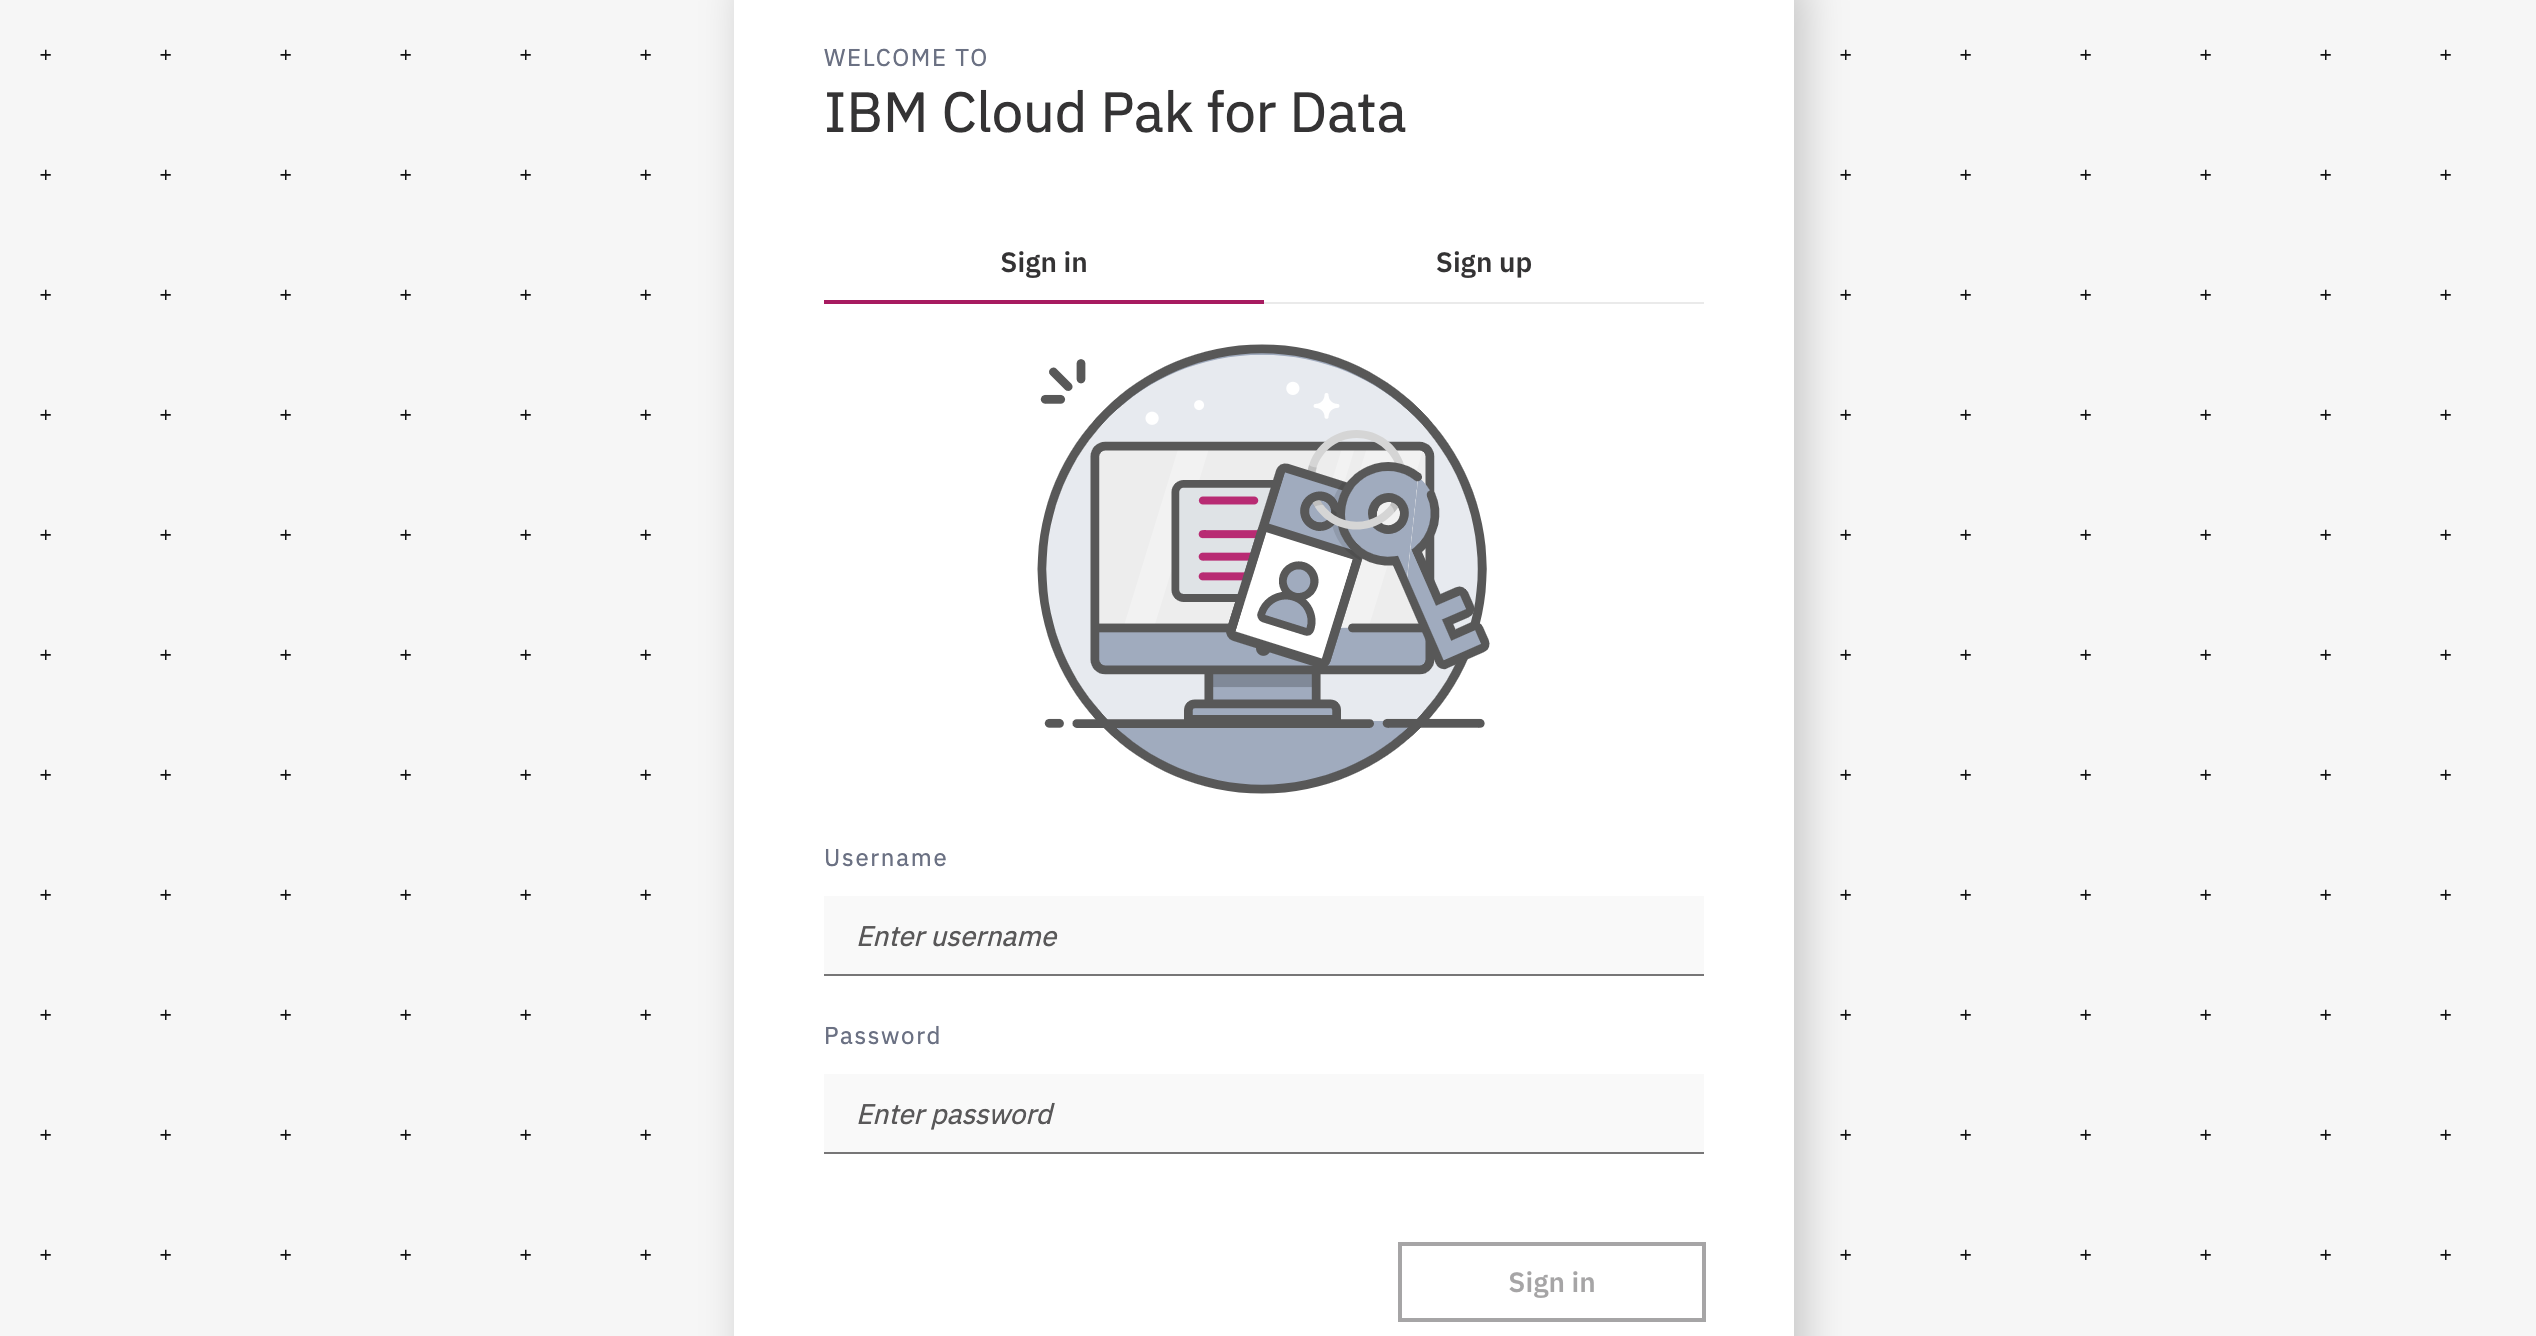 WELCOME TO
IBM Cloud Pak for Data
Sign in
Sign up
Username
Enter username
Password
Enter password
Sign in